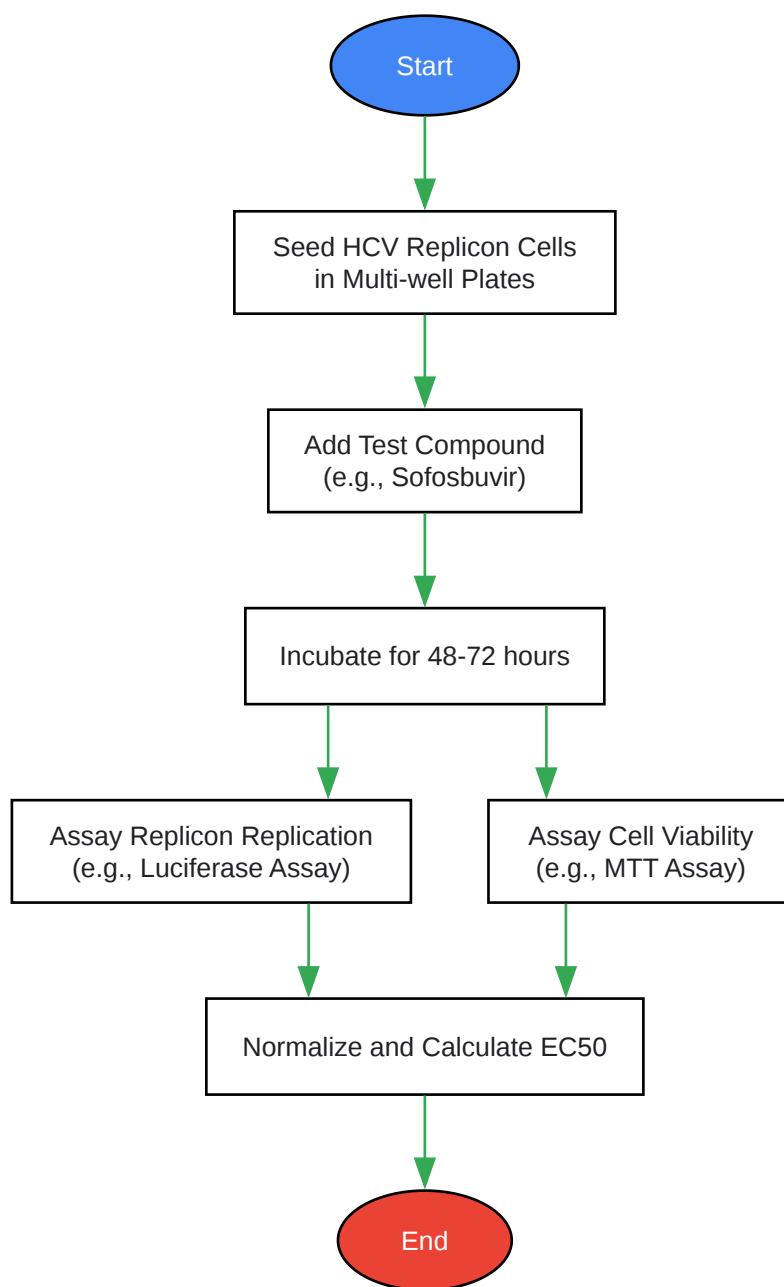 Start
Seed HCV Replicon Cells
in Multi-well Plates
Add Test Compound
(e.g., Sofosbuvir)
Incubate for 48-72 hours
Assay Replicon Replication
(e.g., Luciferase Assay)
Assay Cell Viability
(e.g., MTT Assay)
Normalize and Calculate EC50
End